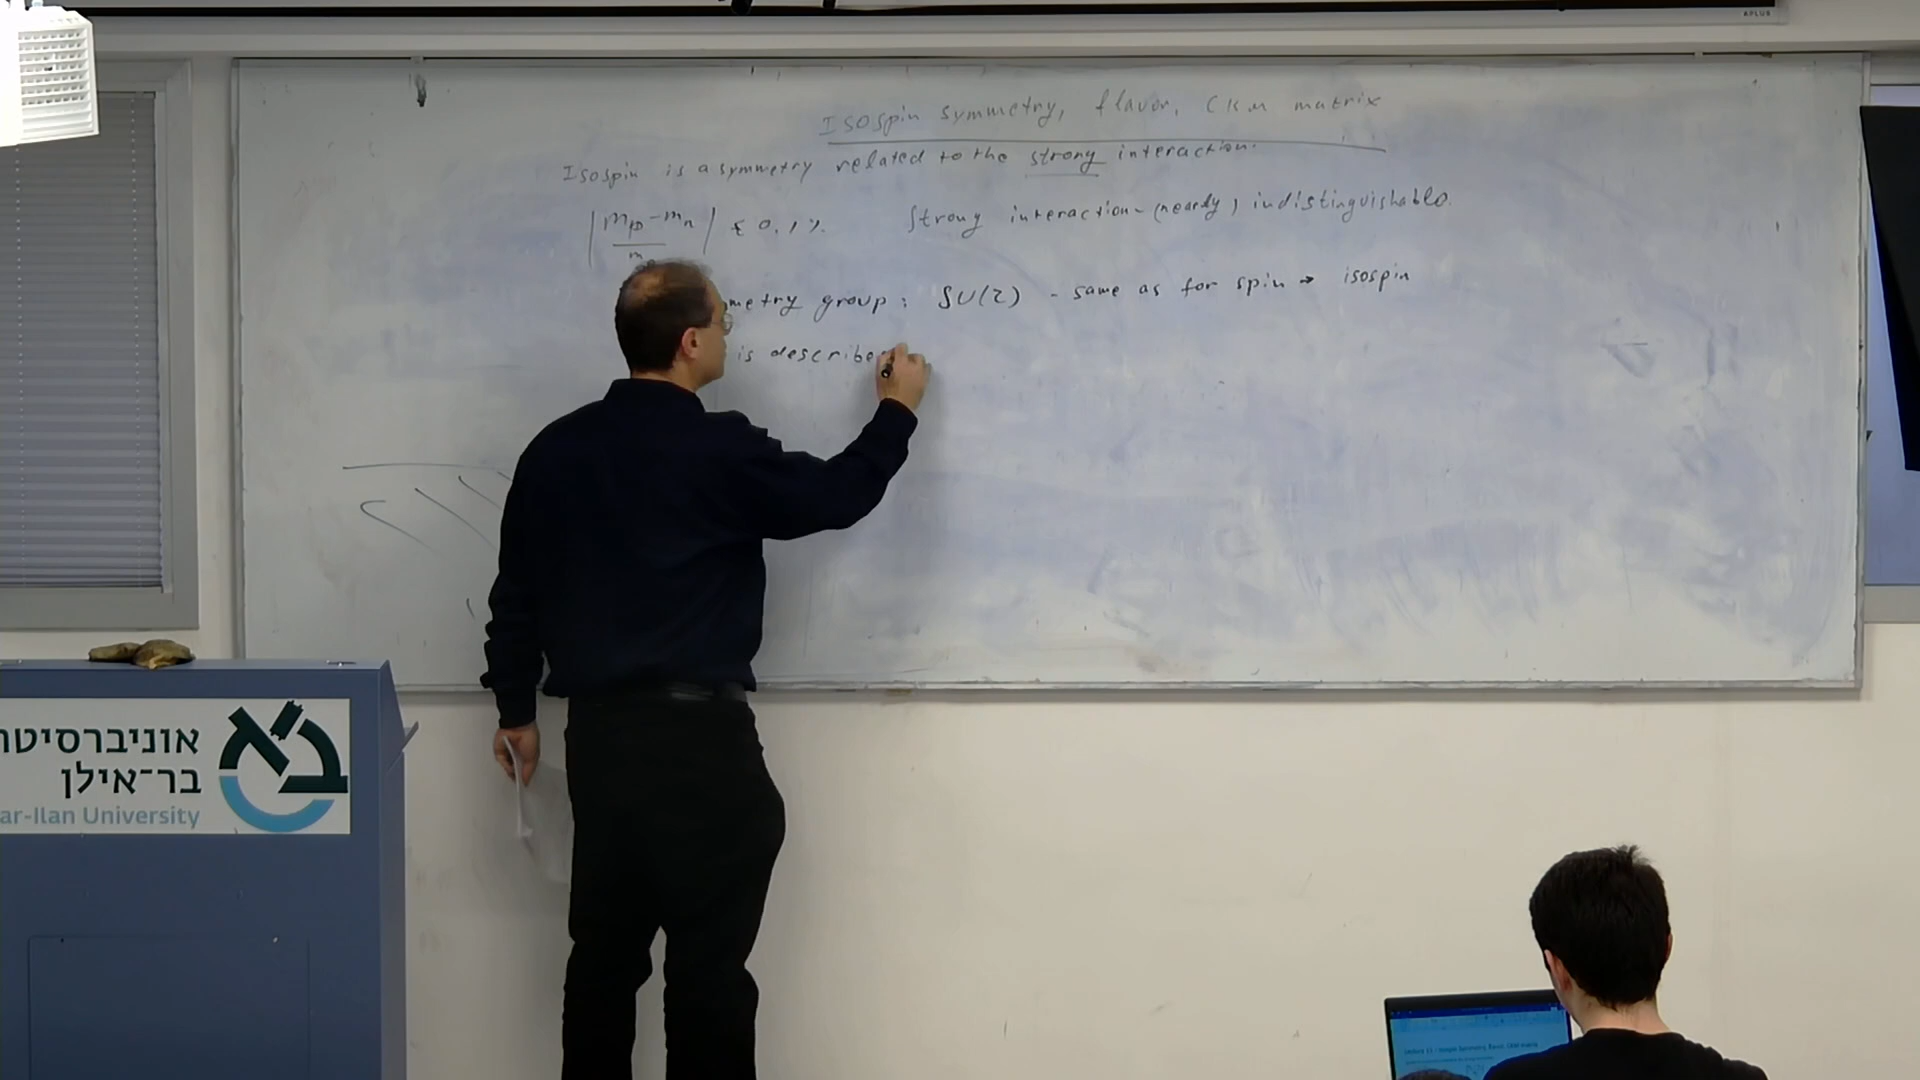 APLUS
Isospin symmetry, flavor, CKM matrix
Isospin is a symmetry related to the strong interaction.
|mp-mn / m| ≤ 0.1% Strong interaction - (nearly) indistinguishable.
metry group: SU(2) - same as for spin → isospin
is describe
אוניברסיטת
בר-אילן
ar-Ilan University